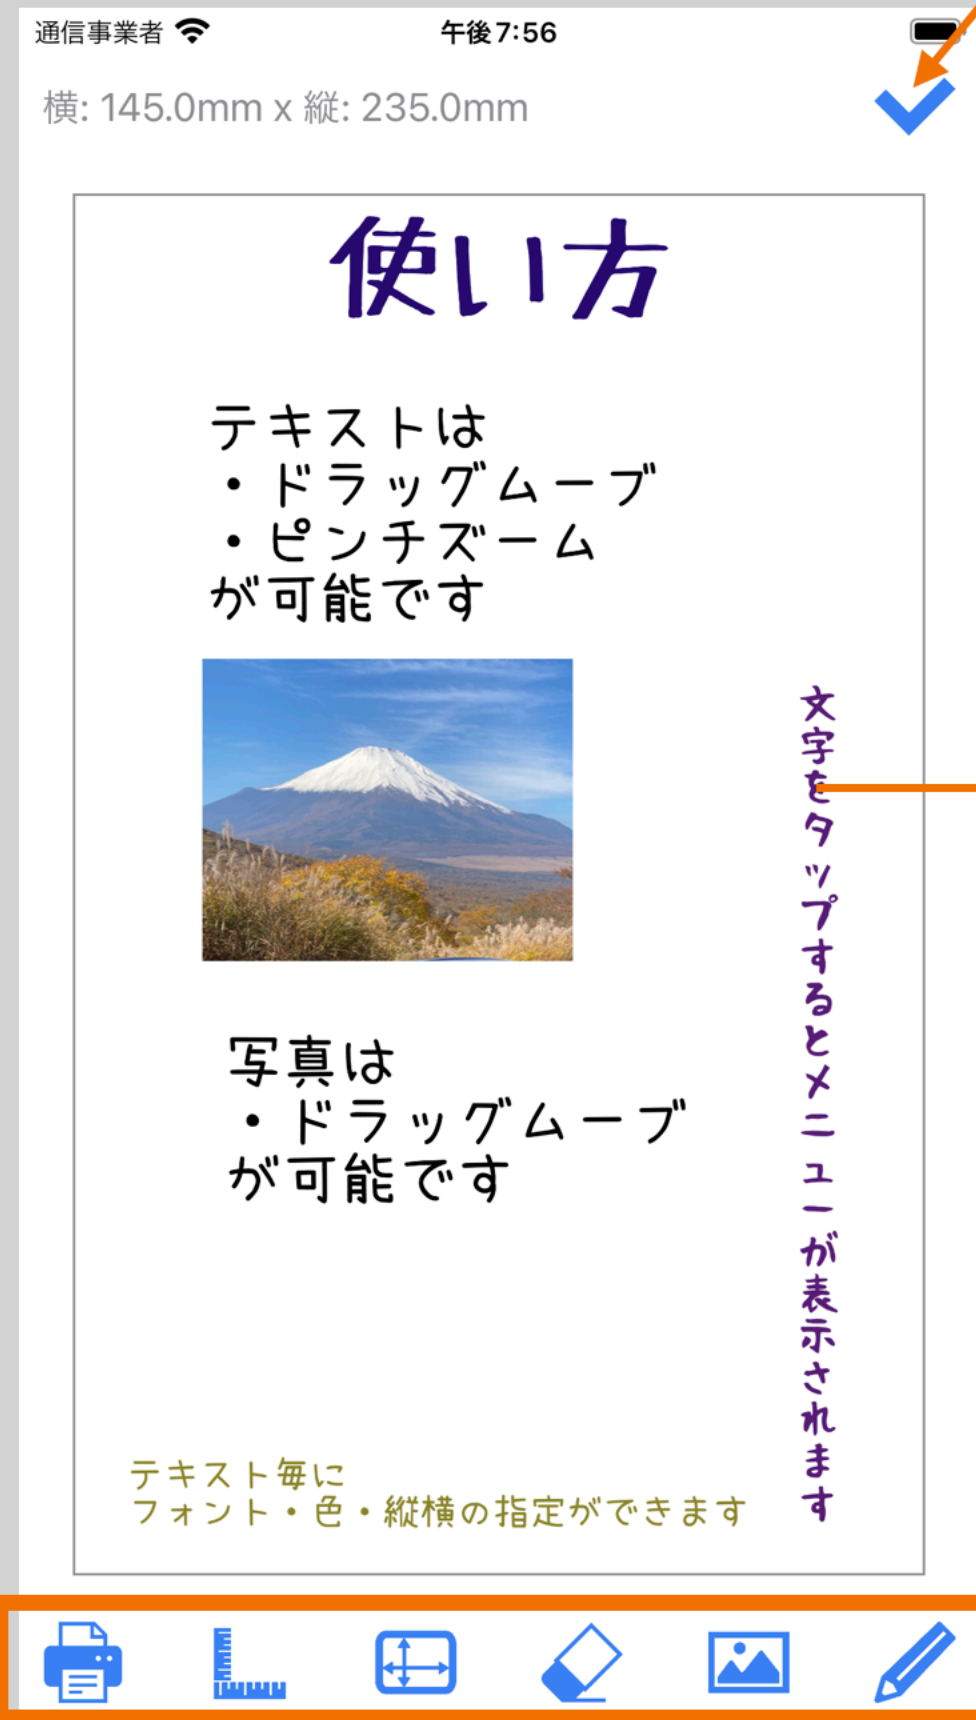 通信事業者
午後7:56
横: 145.0mm x 縦: 235.0mm
使い方
テキストは
・ドラッグムーブ
・ピンチズーム
が可能です
文字をタップするとメニューが表示されます
写真は
・ドラッグムーブ
が可能です
テキスト毎に
フォント・色・縦横の指定ができます